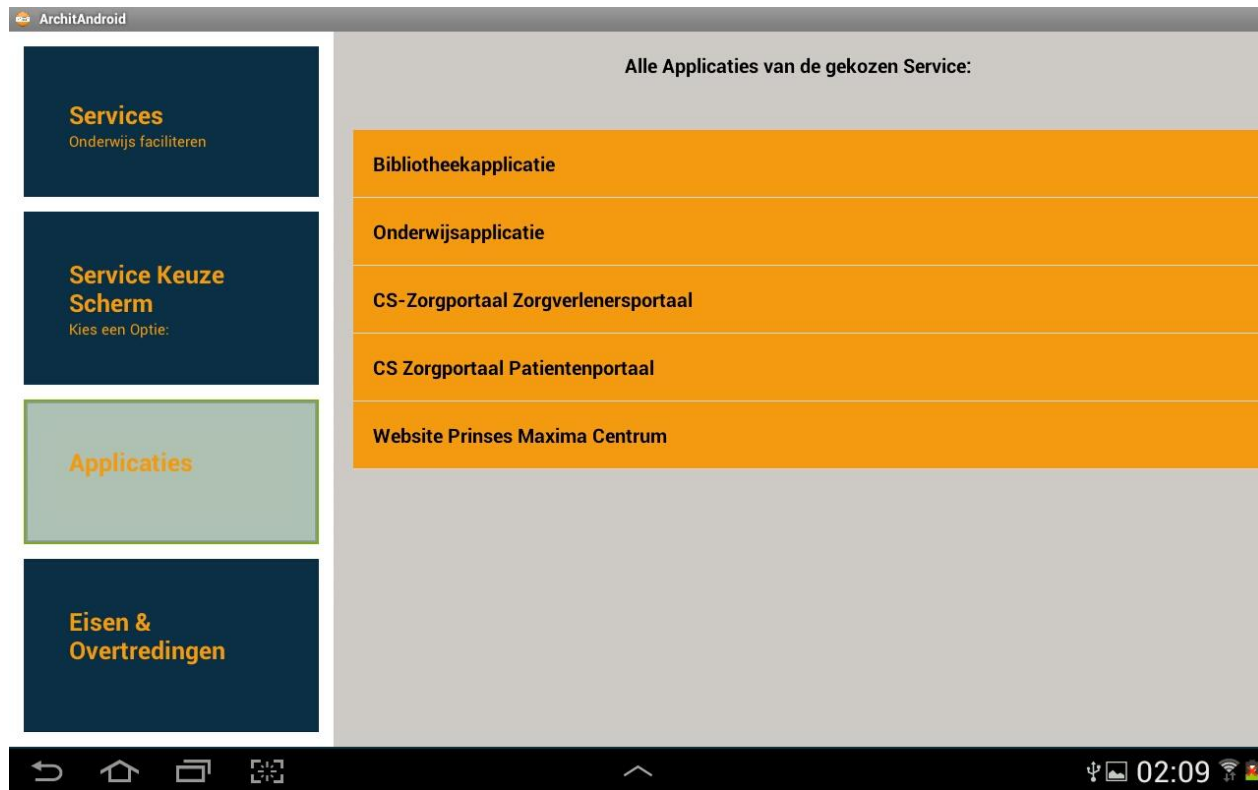 ArchitAndroid
Services
Onderwijs faciliteren
Service Keuze
Scherm
Kies een Optie:
Applicaties
Eisen &
Overtredingen
Alle Applicaties van de gekozen Service:
Bibliotheekapplicatie
Onderwijsapplicatie
CS-Zorgportaal Zorgverlenersportaal
CS Zorgportaal Patientenportaal
Website Prinses Maxima Centrum
02:09